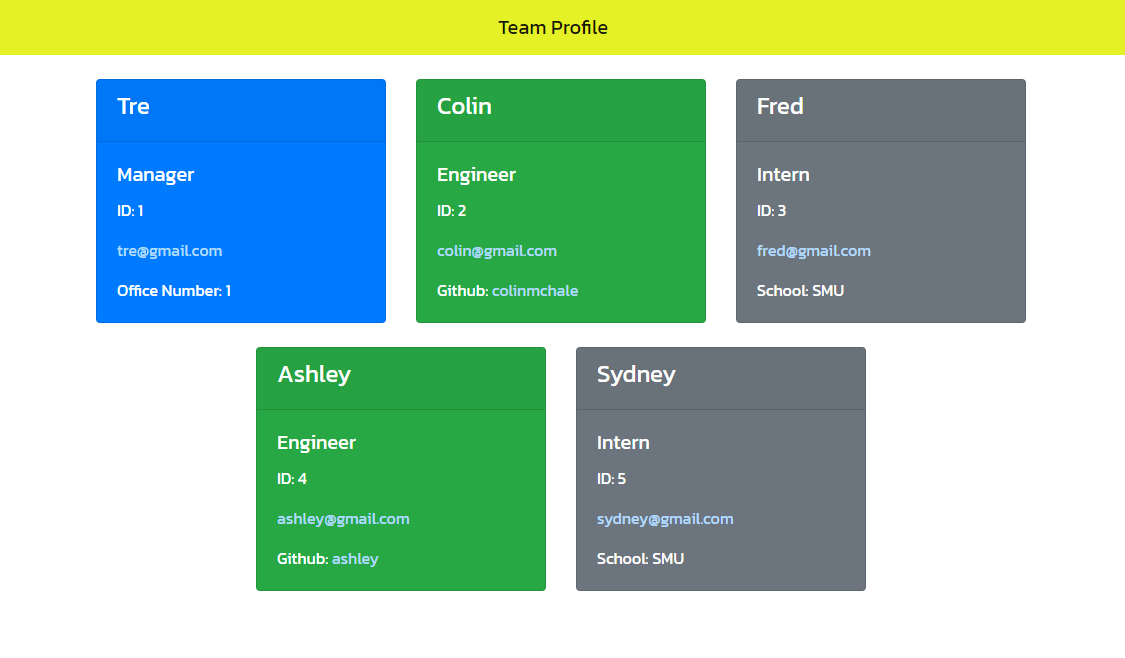 Team Profile
Tre
Manager
ID: 1
tre@gmail.com
Office Number: 1
Colin
Engineer
ID: 2
colin@gmail.com
Github: colinmchale
Fred
Intern
ID: 3
fred@gmail.com
School: SMU
Ashley
Engineer
ID: 4
ashley@gmail.com
Github: ashley
Sydney
Intern
ID: 5
sydney@gmail.com
School: SMU